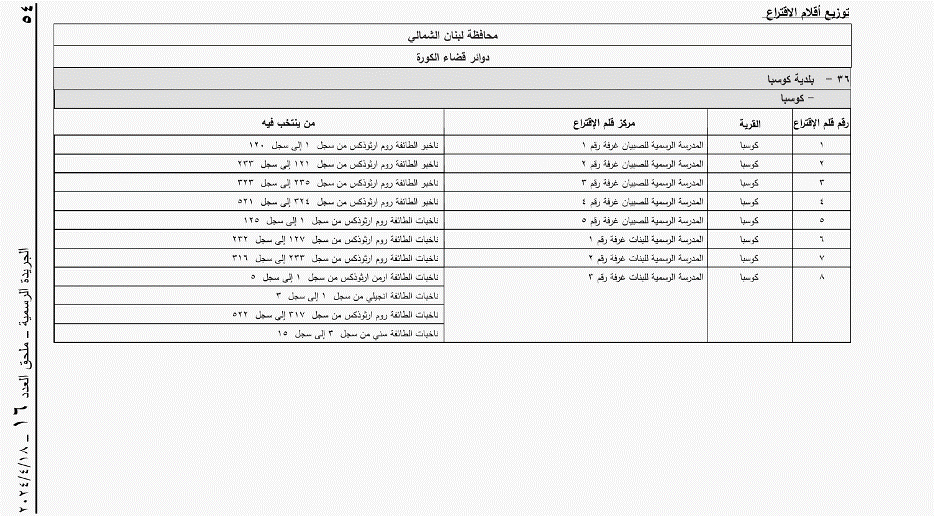 توزيع أقلام الاقتراع
محافظة لبنان الشمالي
دوائر قضاء الكورة
٣٦ - بلدية كوسبا
- كوسبا
رقم قلم الإقتراع القرية مركز قلم الإقتراع من ينتخب فيه
١ كوسبا المدرسة الرسمية للصبيان غرفة رقم ١ ناخبو الطائفة روم ارثوذكس من سجل ١ إلى سجل ١٢٠
٢ كوسبا المدرسة الرسمية للصبيان غرفة رقم ٢ ناخبو الطائفة روم ارثوذكس من سجل ١٢١ إلى سجل ٢٣٣
٣ كوسبا المدرسة الرسمية للصبيان غرفة رقم ٣ ناخبو الطائفة روم ارثوذكس من سجل ٢٣٥ إلى سجل ٣٢٣
٤ كوسبا المدرسة الرسمية للصبيان غرفة رقم ٤ ناخبو الطائفة روم ارثوذكس من سجل ٣٢٤ إلى سجل ٥٢١
٥ كوسبا المدرسة الرسمية للصبيان غرفة رقم ٥ ناخبات الطائفة روم ارثوذكس من سجل ١ إلى سجل ١٢٥
٦ كوسبا المدرسة الرسمية للبنات غرفة رقم ١ ناخبات الطائفة روم ارثوذكس من سجل ١٢٧ إلى سجل ٢٣٢
٧ كوسبا المدرسة الرسمية للبنات غرفة رقم ٢ ناخبات الطائفة روم ارثوذكس من سجل ٢٣٣ إلى سجل ٣١٦
٨ كوسبا المدرسة الرسمية للبنات غرفة رقم ٣ ناخبات الطائفة ارمن ارثوذكس من سجل ١ إلى سجل ٥
ناخبات الطائفة انجيلي من سجل ١ إلى سجل ٣
ناخبات الطائفة روم ارثوذكس من سجل ٣١٧ إلى سجل ٥٢٢
ناخبات الطائفة سني من سجل ٣ إلى سجل ١٥
٥٤
الجريدة الرسمية - ملحق العدد ١٦ - ٢٠٢٤/٤/١٨